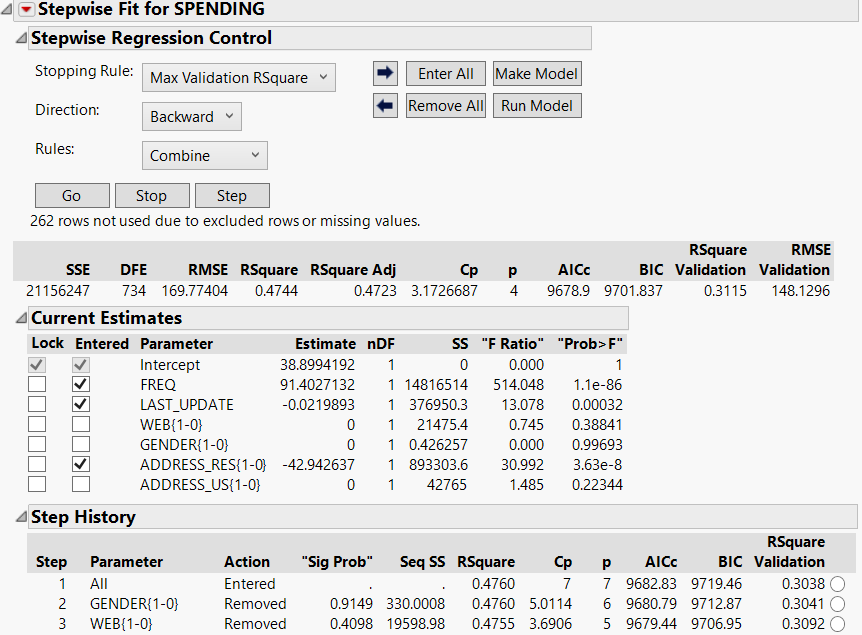 Stepwise Fit for SPENDING
Stepwise Regression Control
Stopping Rule: Max Validation RSquare Enter All Make Model
Direction: Backward Remove All Run Model
Rules: Combine
Go Stop Step
262 rows not used due to excluded rows or missing values.
RSquare RMSE
SSE DFE RMSE RSquare RSquare Adj Cp p AICc BIC Validation Validation
21156247 734 169.77404 0.4744 0.4723 3.1726687 4 9678.9 9701.837 0.3115 148.1296
Current Estimates
Lock Entered Parameter Estimate nDF SS "F Ratio" "Prob>F"
Intercept 38.8994192 1 0 0.000 1
FREQ 91.4027132 1 14816514 514.048 1.1e-86
LAST_UPDATE -0.0219893 1 376950.3 13.078 0.00032
WEB{1-0} 0 1 21475.4 0.745 0.38841
GENDER{1-0} 0 1 0.426257 0.000 0.99693
ADDRESS_RES{1-0} -42.942637 1 893303.6 30.992 3.63e-8
ADDRESS_US{1-0} 0 1 42765 1.485 0.22344
Step History
RSquare
Step Parameter Action "Sig Prob" Seq SS RSquare Cp p AICc BIC Validation
1 All Entered . . 0.4760 7 7 9682.83 9719.46 0.3038
2 GENDER{1-0} Removed 0.9149 330.0008 0.4760 5.0114 6 9680.79 9712.87 0.3041
3 WEB{1-0} Removed 0.4098 19598.98 0.4755 3.6906 5 9679.44 9706.95 0.3092